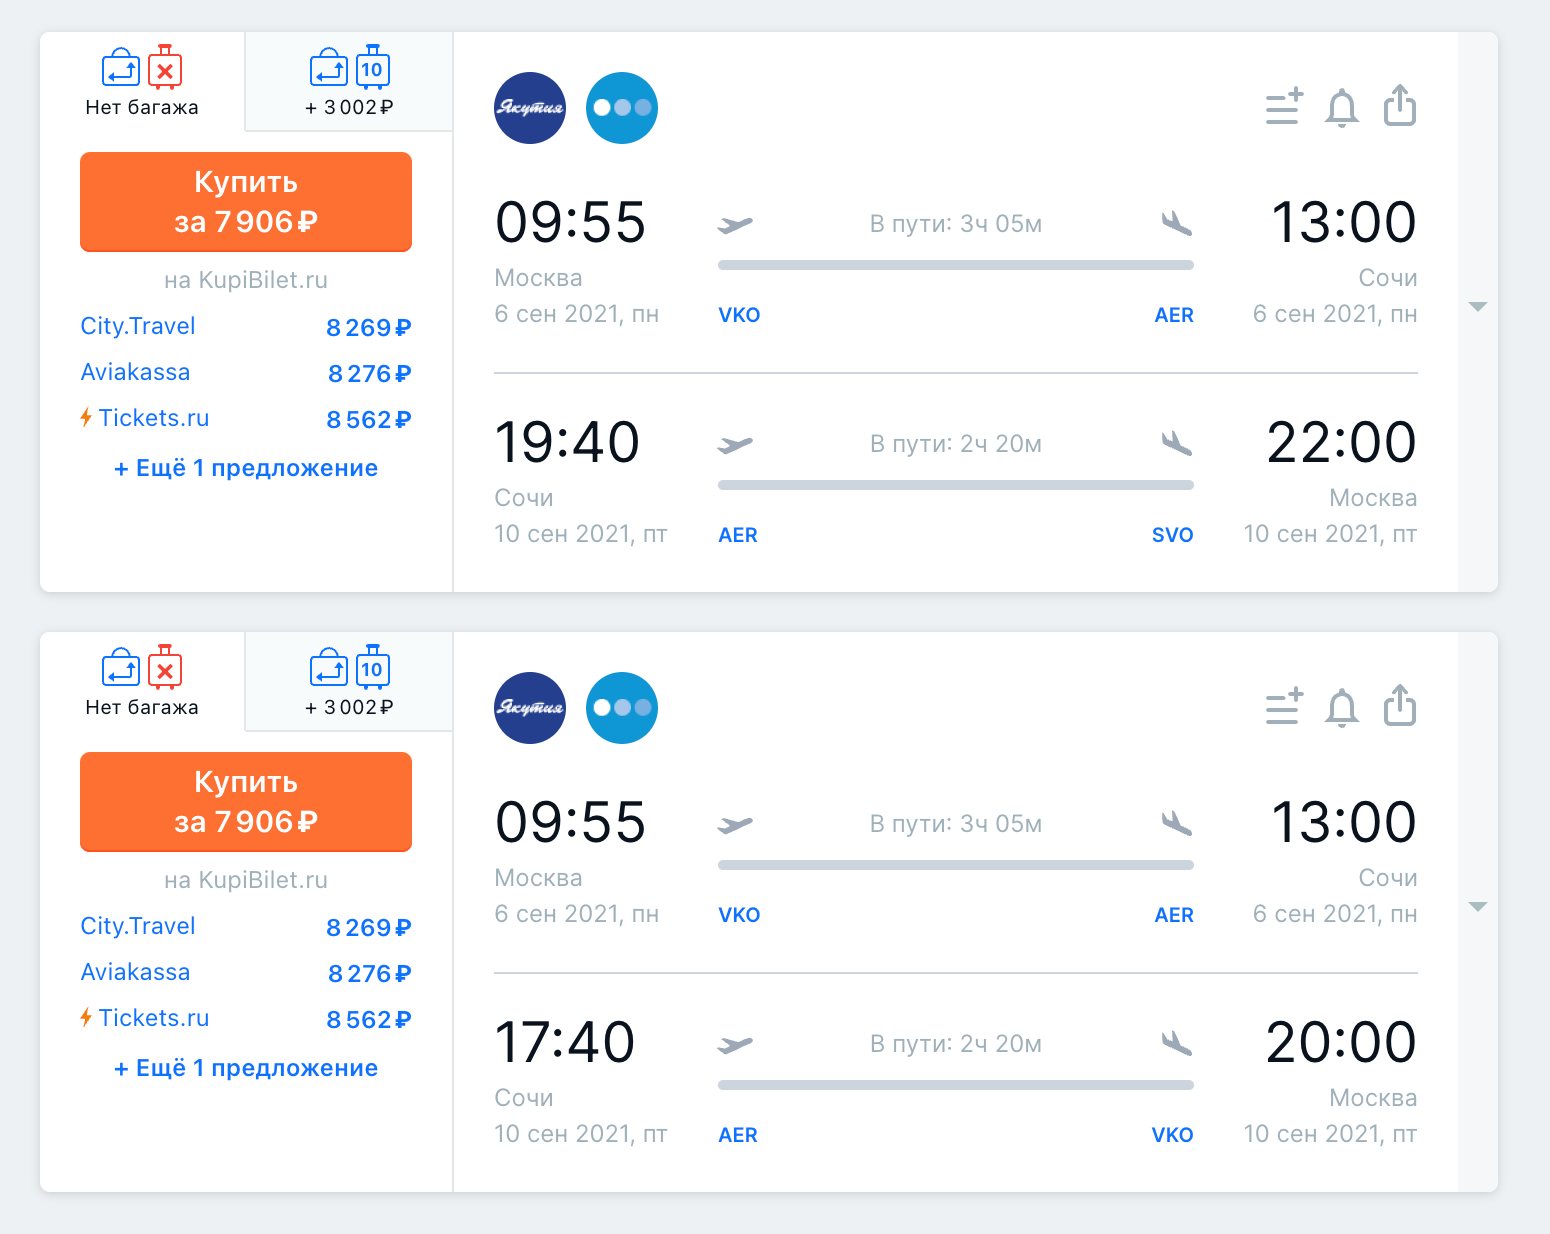 Нет багажа
10
+ 3 002 ₽
Купить
за 7 906 ₽
на KupiBilet.ru
City.Travel 8 269 ₽
Aviakassa 8 276 ₽
Tickets.ru 8 562 ₽
+ Ещё 1 предложение
Якутия
09:55 В пути: 3ч 05м 13:00
Москва Сочи
6 сен 2021, пн VKO AER 6 сен 2021, пн
19:40 В пути: 2ч 20м 22:00
Сочи Москва
10 сен 2021, пт AER SVO 10 сен 2021, пт
Нет багажа
10
+ 3 002 ₽
Купить
за 7 906 ₽
на KupiBilet.ru
City.Travel 8 269 ₽
Aviakassa 8 276 ₽
Tickets.ru 8 562 ₽
+ Ещё 1 предложение
Якутия
09:55 В пути: 3ч 05м 13:00
Москва Сочи
6 сен 2021, пн VKO AER 6 сен 2021, пн
17:40 В пути: 2ч 20м 20:00
Сочи Москва
10 сен 2021, пт AER VKO 10 сен 2021, пт